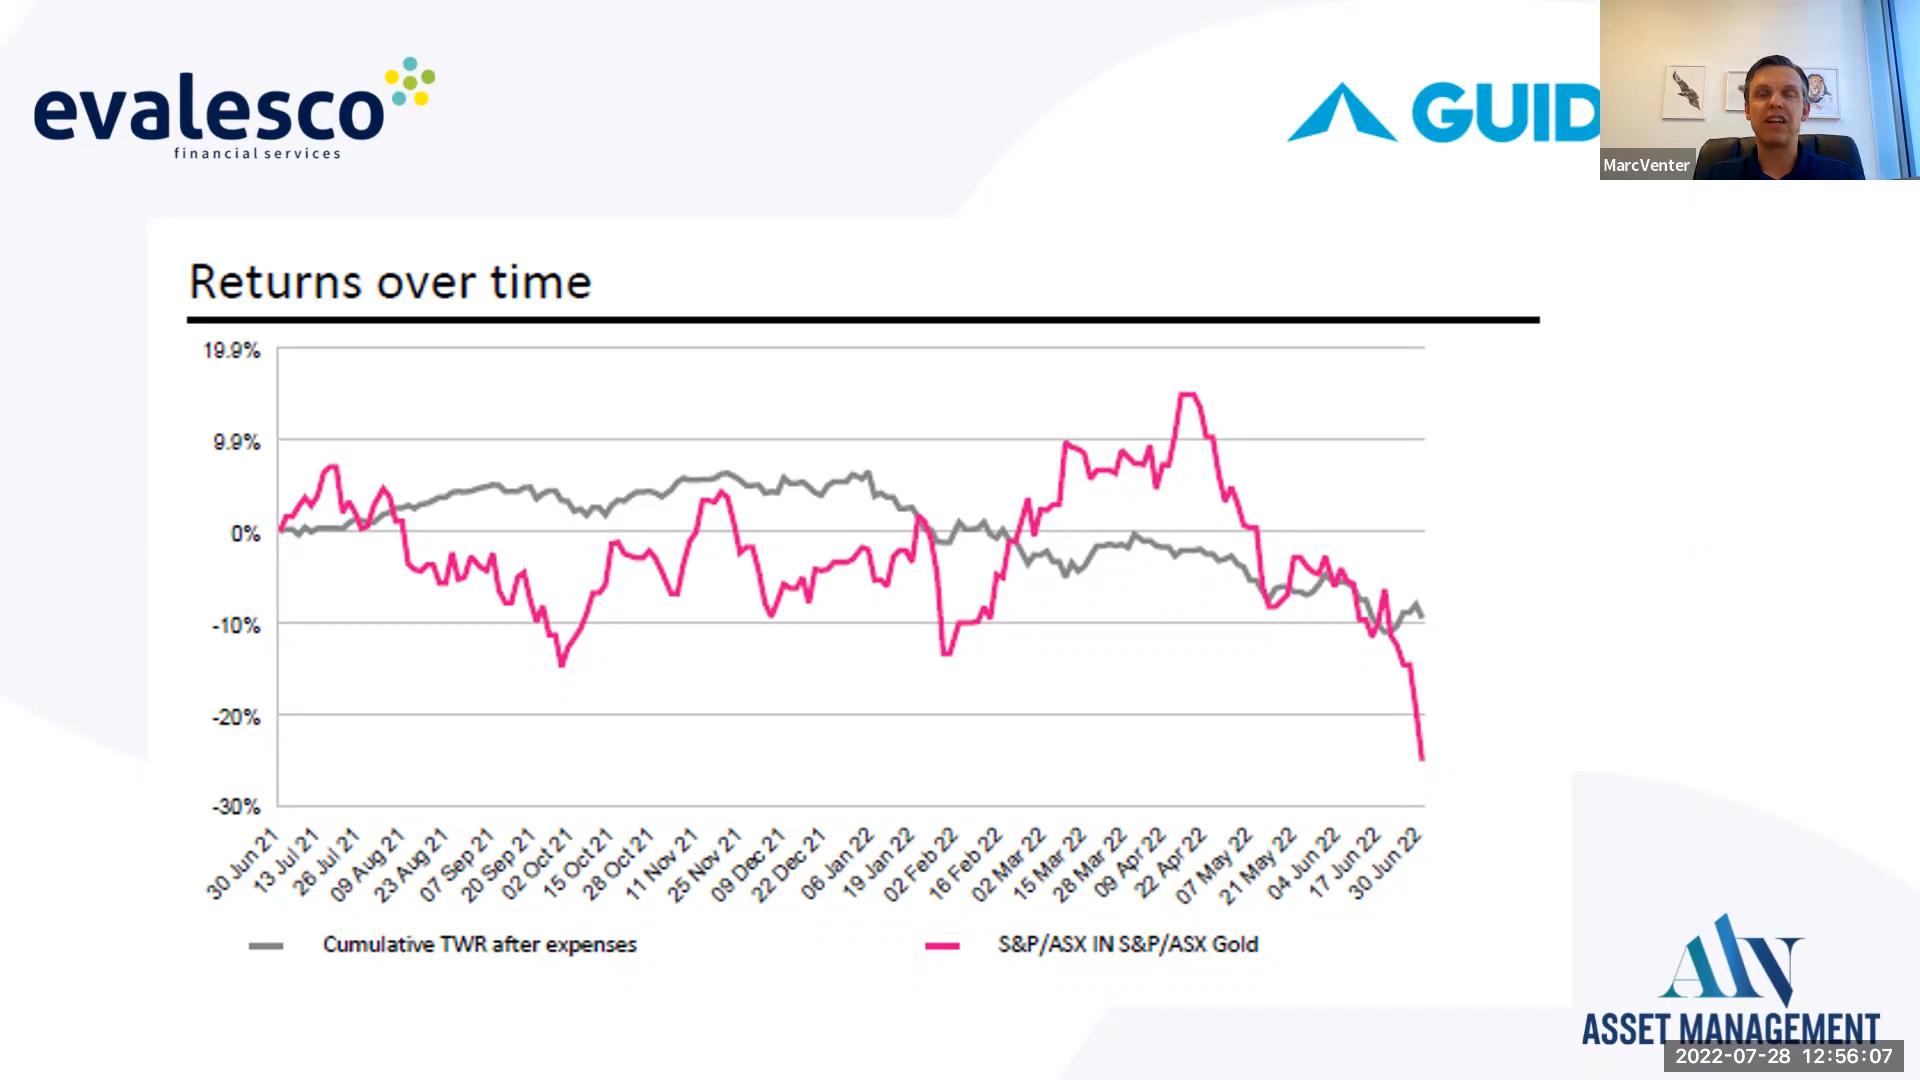 evalesco
financial services
GUID
MarcVenter
Returns over time
19.9%
9.9%
0%
-10%
-20%
-30%
30 Jun 21
13 Jul 21
26 Jul 21
09 Aug 21
23 Aug 21
07 Sep 21
20 Sep 21
02 Oct 21
15 Oct 21
28 Oct 21
11 Nov 21
25 Nov 21
09 Dec 21
22 Dec 21
06 Jan 22
19 Jan 22
02 Feb 22
16 Feb 22
02 Mar 22
15 Mar 22
28 Mar 22
09 Apr 22
22 Apr 22
07 May 22
21 May 22
04 Jun 22
17 Jun 22
30 Jun 22
Cumulative TWR after expenses
S&P/ASX IN S&P/ASX Gold
ASSET MANAGEMENT
2022-07-28 12:56:07